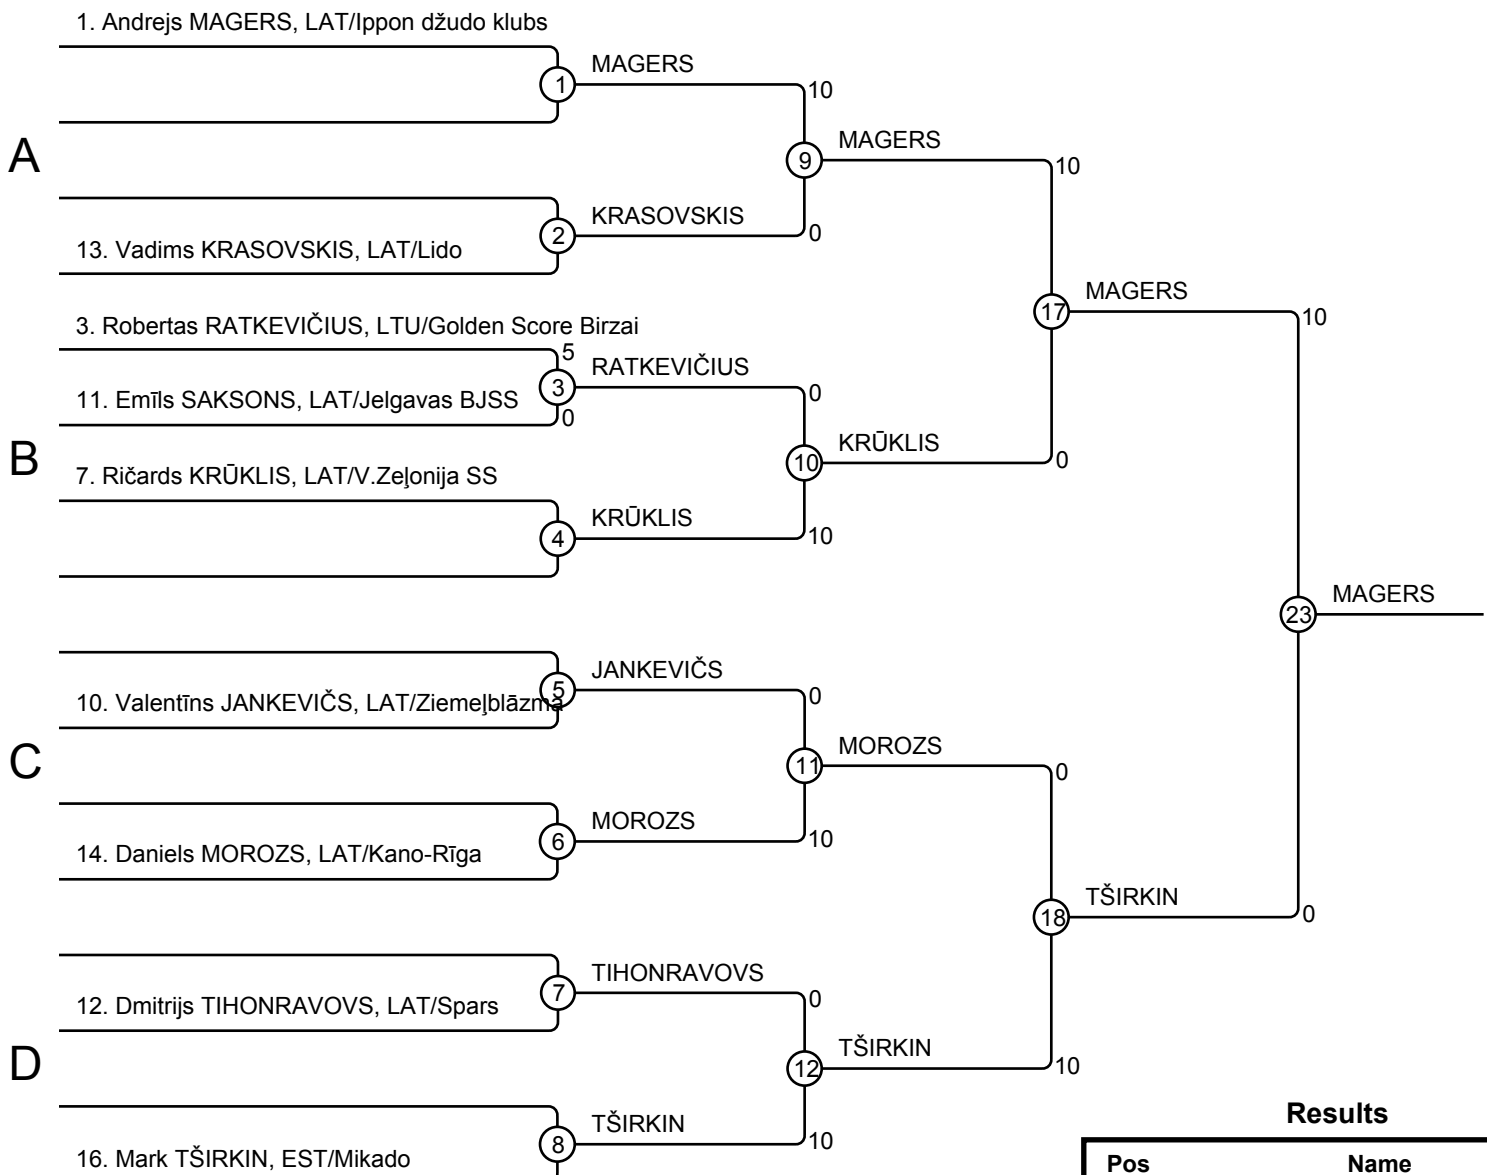 1. Andrejs MAGERS, LAT/Ippon džudo klubs
1
MAGERS
10
A
9
MAGERS
10
13. Vadims KRASOVSKIS, LAT/Lido
2
KRASOVSKIS
0
17
MAGERS
10
3. Robertas RATKEVIČIUS, LTU/Golden Score Birzai
5
3
RATKEVIČIUS
0
11. Emīls SAKSONS, LAT/Jelgavas BJSS
0
B
10
KRŪKLIS
0
7. Ričards KRŪKLIS, LAT/V.Zeļonija SS
4
KRŪKLIS
10
23
MAGERS
10. Valentīns JANKEVIČS, LAT/Ziemeļblāzma
5
JANKEVIČS
0
C
11
MOROZS
0
14. Daniels MOROZS, LAT/Kano-Rīga
6
MOROZS
10
18
TŠIRKIN
0
12. Dmitrijs TIHONRAVOVS, LAT/Spars
7
TIHONRAVOVS
0
D
12
TŠIRKIN
10
16. Mark TŠIRKIN, EST/Mikado
8
TŠIRKIN
10
Results
Pos Name